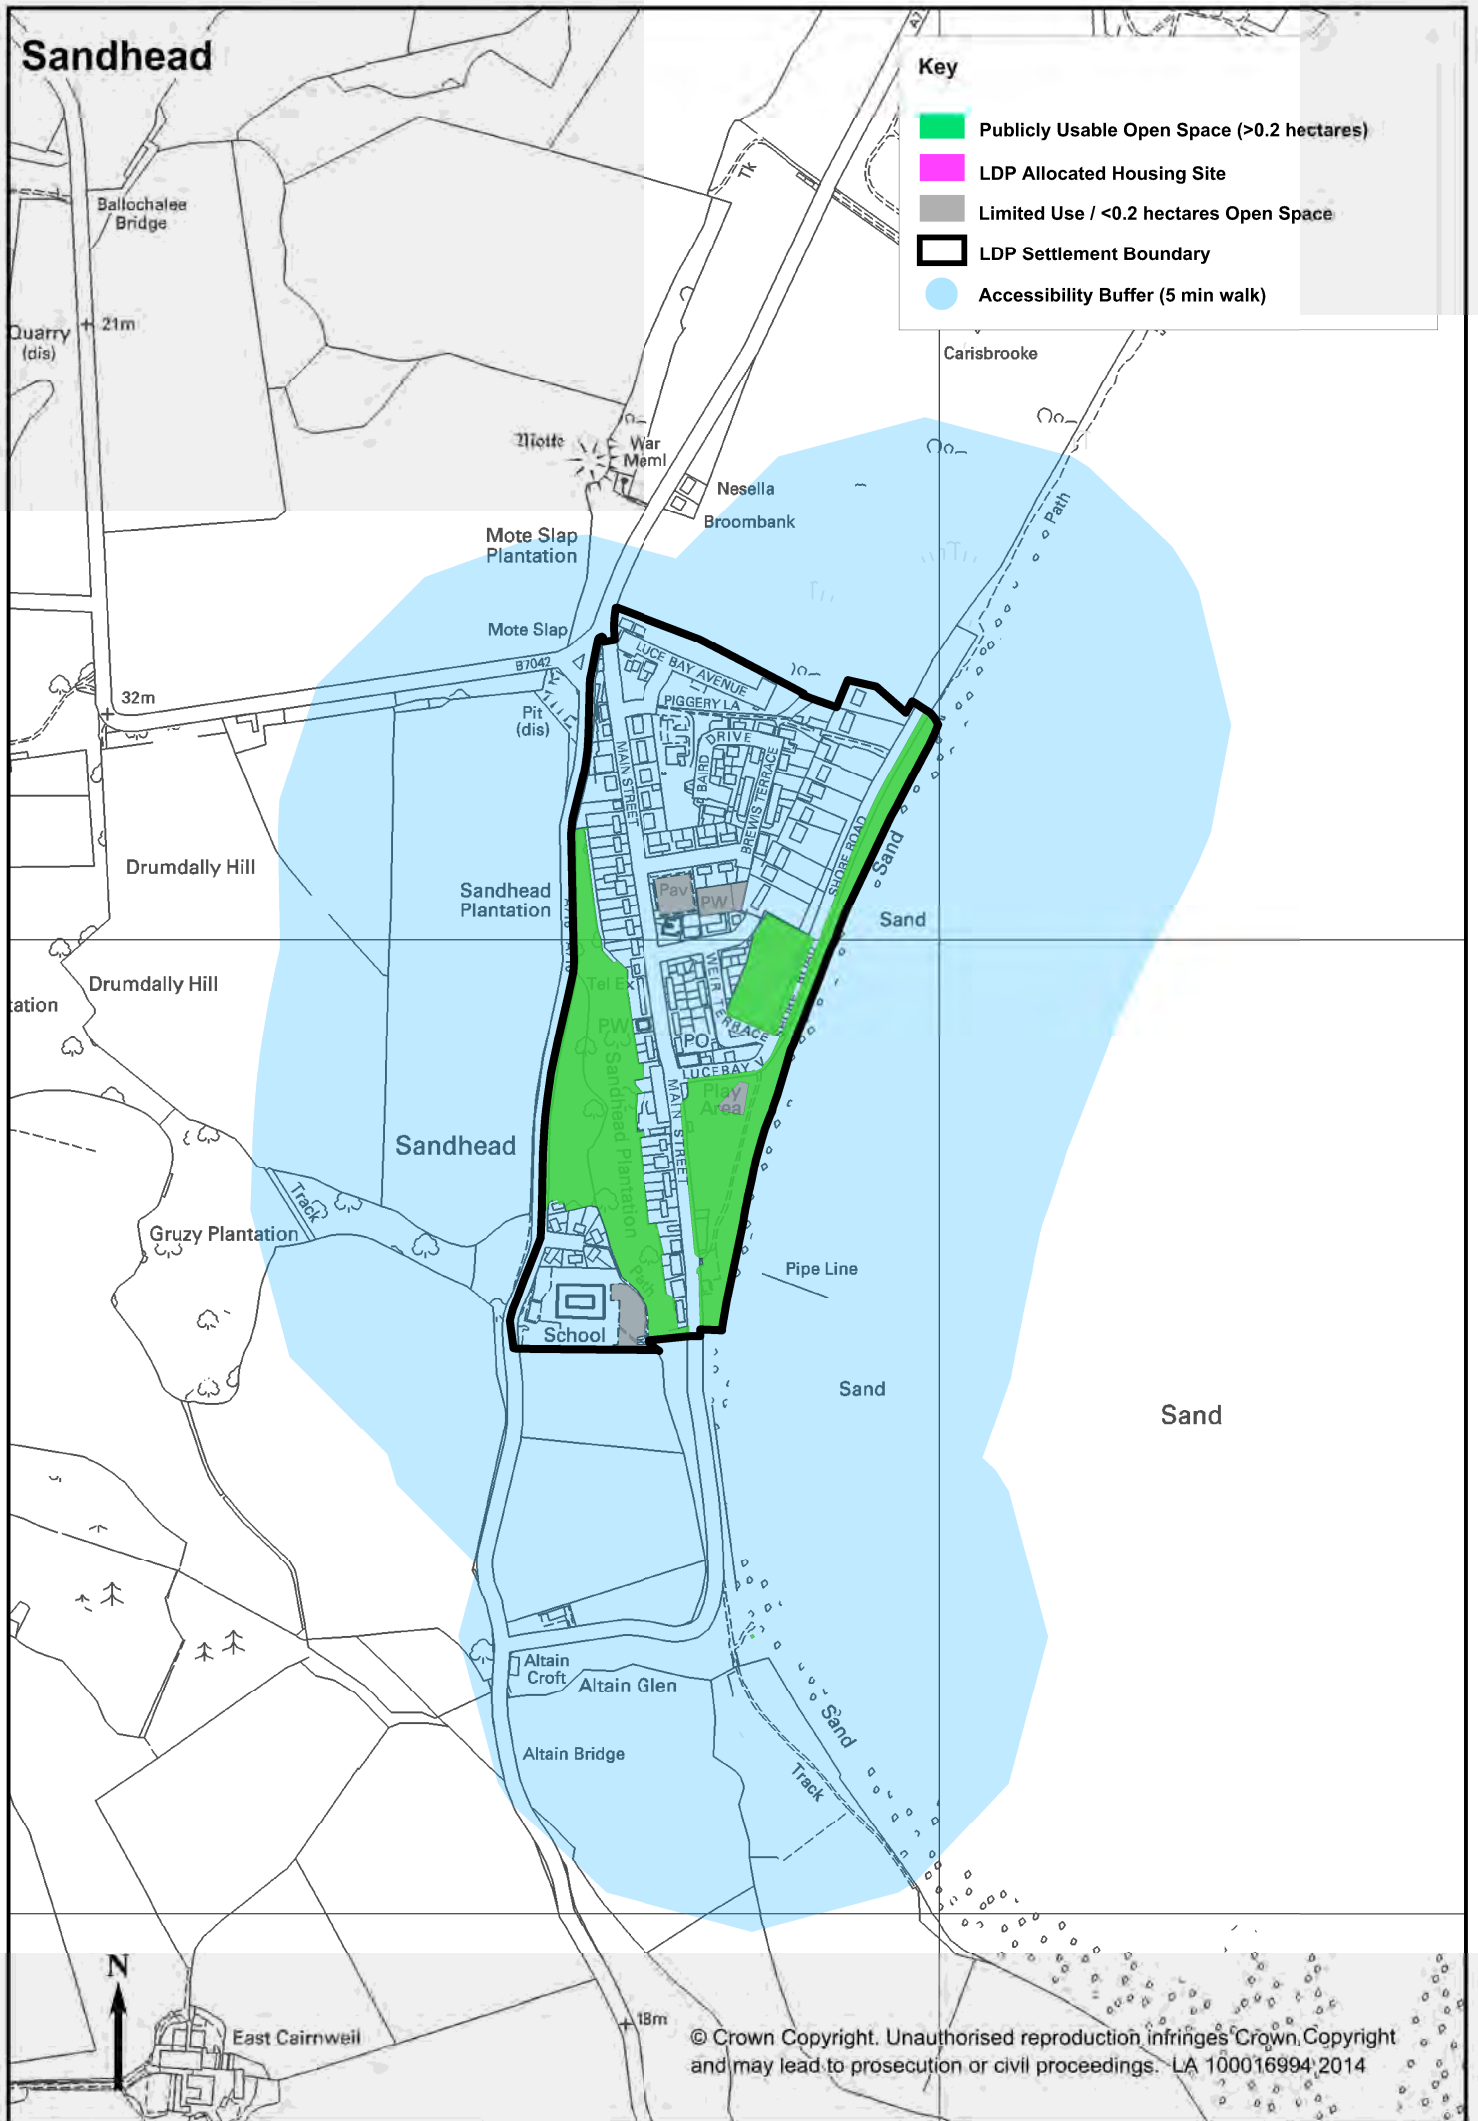 Sandhead
Key
Publicly Usable Open Space (>0.2 hectares)
LDP Allocated Housing Site
Limited Use / <0.2 hectares Open Space
LDP Settlement Boundary
Accessibility Buffer (5 min walk)
A7
Tk
Ballochalee
Bridge
Quarry
(dis)
21m
Carisbrooke
Motte
War
Meml
Nesella
Broombank
Path
Mote Slap
Plantation
Mote Slap
B7042
LUCE BAY AVENUE
PIGGERY LA
32m
Pit
(dis)
MAIN STREET
DRIVE
BAIRD
BREWIS TERRACE
SHORE ROAD
Sand
Drumdally Hill
Sandhead
Plantation
Pav
PW
Sand
Drumdally Hill
tation
Tel Ex
WEIR TERRACE
SHORE ROAD
PW
PO
LUCEBAY V
Play
Area
MAIN STREET
Sandhead Plantation
Sandhead
Track
Gruzy Plantation
Path
Pipe Line
School
Sand
Sand
Altain
Croft
Altain Glen
Sand
Altain Bridge
Track
N
East Cairnweil
18m
© Crown Copyright. Unauthorised reproduction infringes Crown Copyright
and may lead to prosecution or civil proceedings. LA 100016994 2014